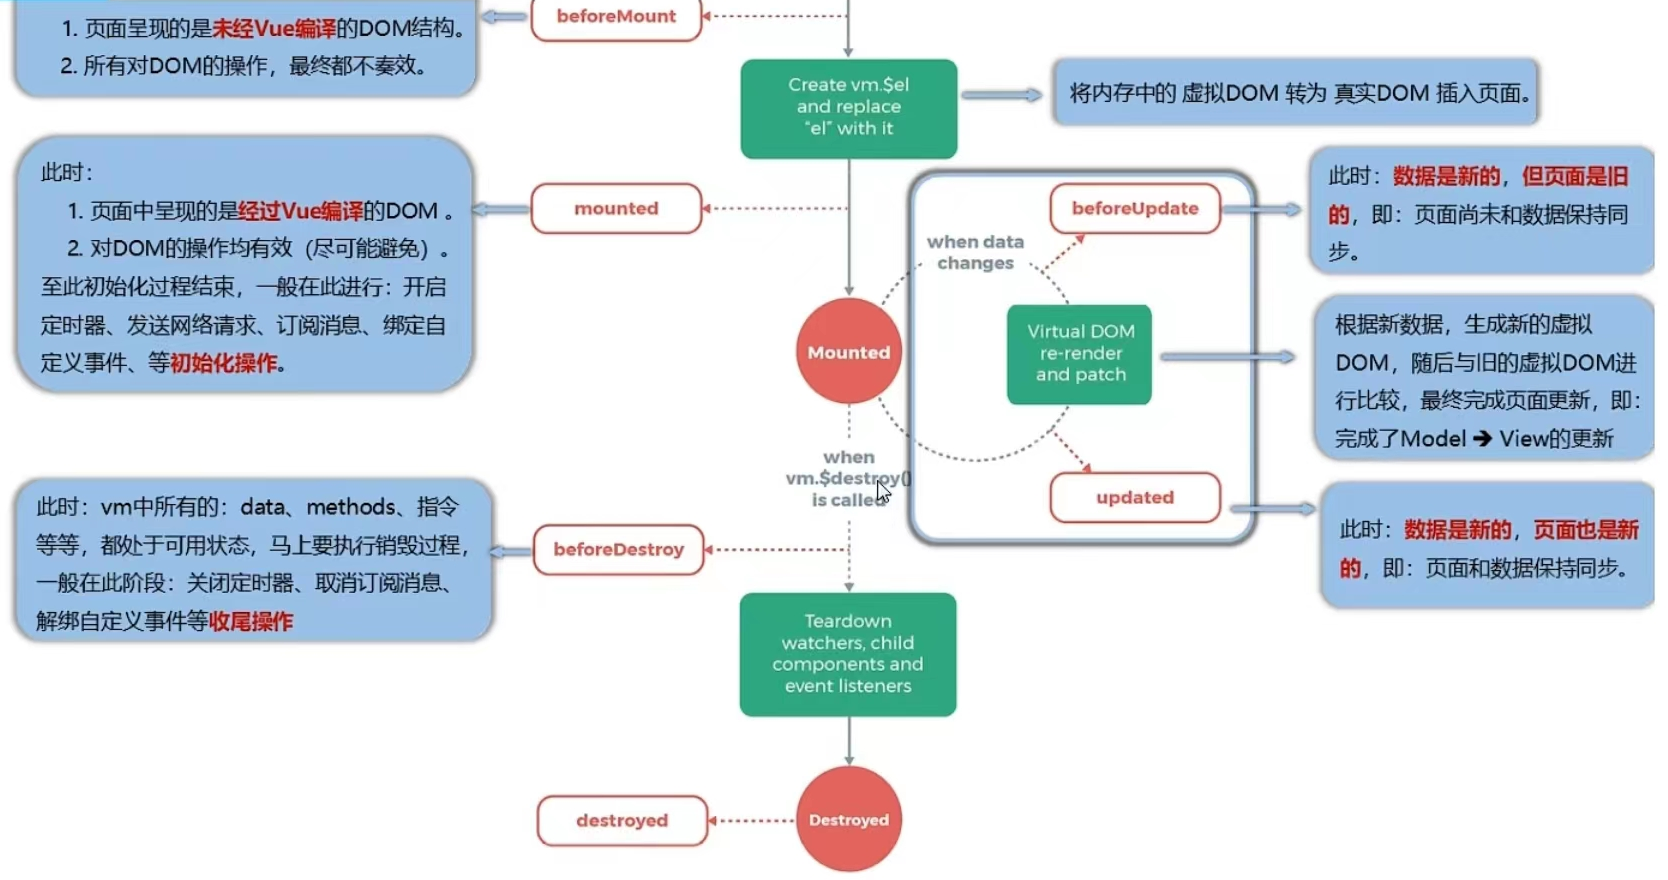 1. 页面呈现的是未经Vue编译的DOM结构。
2. 所有对DOM的操作，最终都不奏效。
beforeMount
Create vm.$el
and replace
“el” with it
将内存中的 虚拟DOM 转为 真实DOM 插入页面。
此时：
1. 页面中呈现的是经过Vue编译的DOM 。
2. 对DOM的操作均有效（尽可能避免）。
至此初始化过程结束，一般在此进行：开启
定时器、发送网络请求、订阅消息、绑定自
定义事件、等初始化操作。
mounted
beforeUpdate
此时：数据是新的，但页面是旧
的，即：页面尚未和数据保持同
步。
when data
changes
Mounted
Virtual DOM
re-render
and patch
根据新数据，生成新的虚拟
DOM，随后与旧的虚拟DOM进
行比较，最终完成页面更新，即：
完成了Model ➔ View的更新
when
vm.$destroy()
is called
updated
此时：数据是新的，页面也是新
的，即：页面和数据保持同步。
此时：vm中所有的：data、methods、指令
等等，都处于可用状态，马上要执行销毁过程，
一般在此阶段：关闭定时器、取消订阅消息、
解绑自定义事件等收尾操作
beforeDestroy
Teardown
watchers, child
components and
event listeners
destroyed
Destroyed